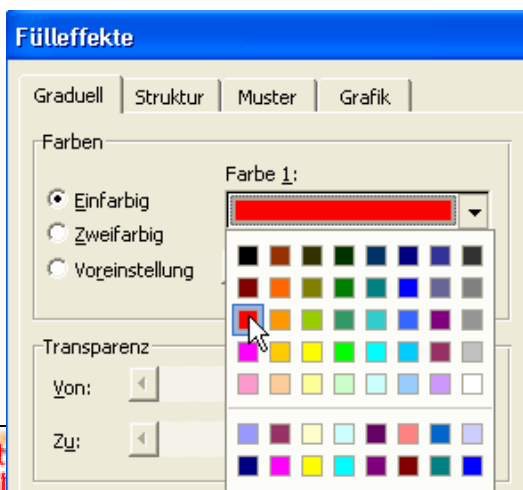 Fülleffekte
Graduell Struktur Muster Grafik
Farben
Farbe 1:
Einfarbig
Zweifarbig
Voreinstellung
Transparenz
Von:
Zu: